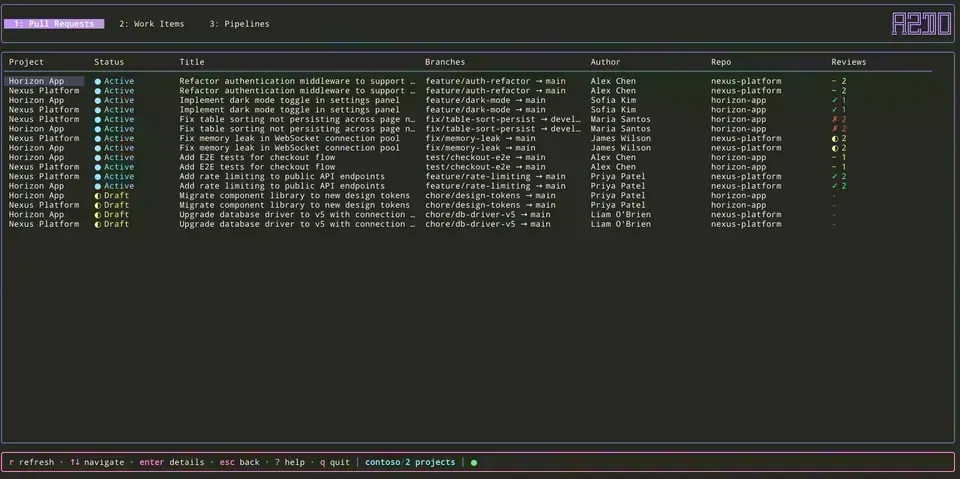 1: Pull Requests 2: Work Items 3: Pipelines AZDO
Project Status Title Branches Author Repo Reviews
Horizon App ● Active Refactor authentication middleware to support … feature/auth-refactor → main Alex Chen nexus-platform ~ 2
Nexus Platform ● Active Refactor authentication middleware to support … feature/auth-refactor → main Alex Chen nexus-platform ~ 2
Horizon App ● Active Implement dark mode toggle in settings panel feature/dark-mode → main Sofia Kim horizon-app ✓ 1
Nexus Platform ● Active Implement dark mode toggle in settings panel feature/dark-mode → main Sofia Kim horizon-app ✓ 1
Nexus Platform ● Active Fix table sorting not persisting across page n… fix/table-sort-persist → devel… Maria Santos horizon-app ✗ 2
Horizon App ● Active Fix table sorting not persisting across page n… fix/table-sort-persist → devel… Maria Santos horizon-app ✗ 2
Nexus Platform ● Active Fix memory leak in WebSocket connection pool fix/memory-leak → main James Wilson nexus-platform ◐ 2
Horizon App ● Active Fix memory leak in WebSocket connection pool fix/memory-leak → main James Wilson nexus-platform ◐ 2
Horizon App ● Active Add E2E tests for checkout flow test/checkout-e2e → main Alex Chen horizon-app ~ 1
Nexus Platform ● Active Add E2E tests for checkout flow test/checkout-e2e → main Alex Chen horizon-app ~ 1
Nexus Platform ● Active Add rate limiting to public API endpoints feature/rate-limiting → main Priya Patel nexus-platform ✓ 2
Horizon App ● Active Add rate limiting to public API endpoints feature/rate-limiting → main Priya Patel nexus-platform ✓ 2
Horizon App ◐ Draft Migrate component library to new design tokens chore/design-tokens → main Priya Patel horizon-app -
Nexus Platform ◐ Draft Migrate component library to new design tokens chore/design-tokens → main Priya Patel horizon-app -
Horizon App ◐ Draft Upgrade database driver to v5 with connection … chore/db-driver-v5 → main Liam O'Brien nexus-platform -
Nexus Platform ◐ Draft Upgrade database driver to v5 with connection … chore/db-driver-v5 → main Liam O'Brien nexus-platform -
r refresh · ↑↓ navigate · enter details · esc back · ? help · q quit │ contoso/2 projects │ ●